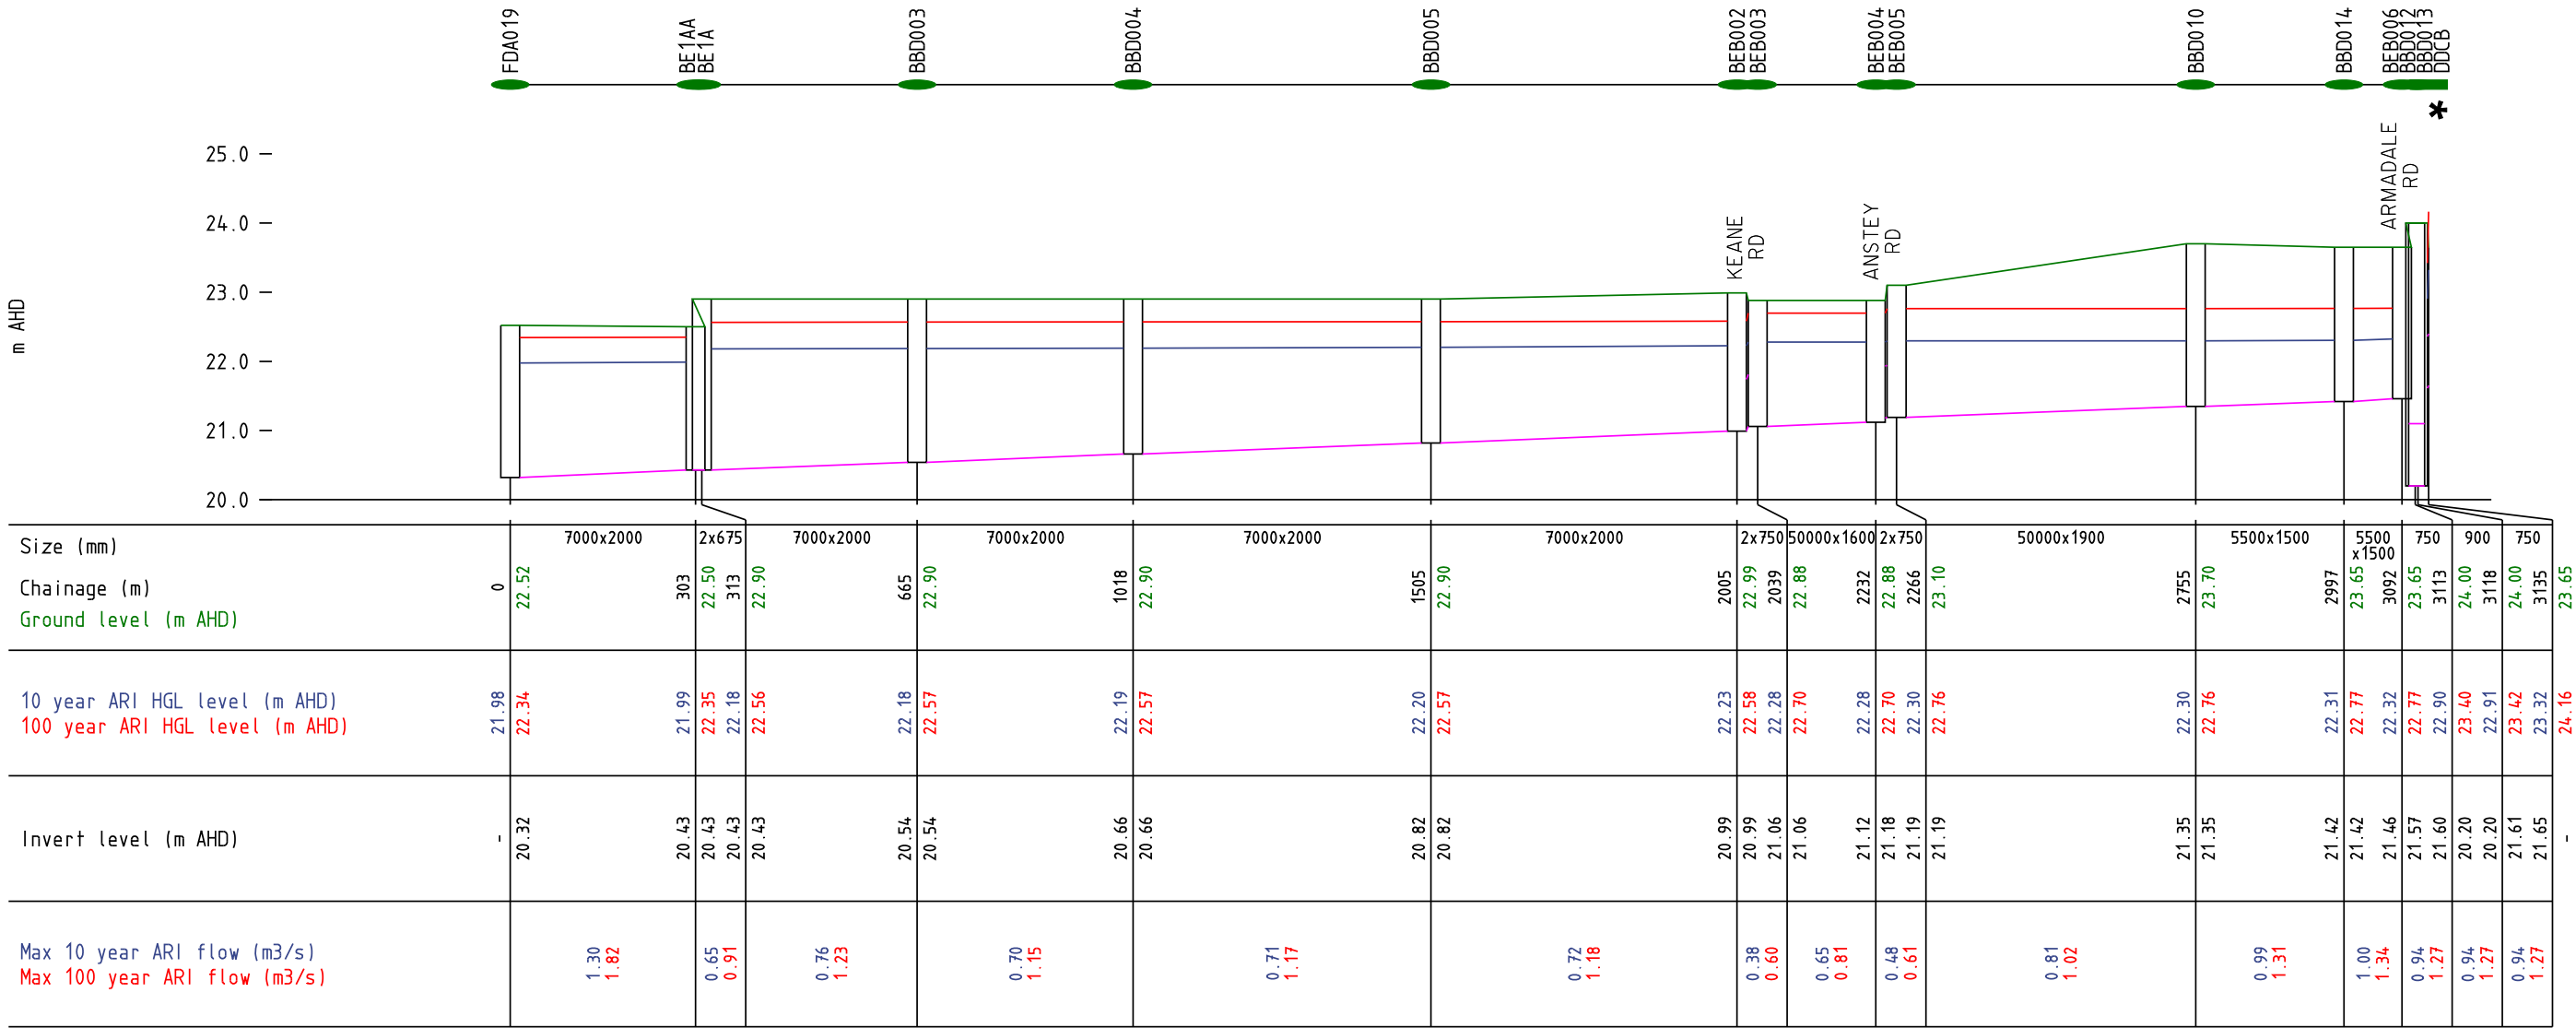 FDA019 BE1AA BE1A BBD003 BBD004 BBD005 BEB002 BEB003 BEB004 BEB005 BBD010 BBD014 BEB006 BBD012 BBD013 DDCB
*
m AHD
25.0
24.0
23.0
22.0
21.0
20.0
KEANE
RD
ANSTEY
RD
ARMADALE
RD
Size (mm)
7000x2000 2x675 7000x2000 7000x2000 7000x2000 7000x2000 2x750 50000x1600 2x750 50000x1900 5500x1500 5500 x1500 750 900 750
Chainage (m)
0 303 313 665 1018 1505 2005 2039 2232 2266 2755 2997 3092 3113 3118 3135
Ground level (m AHD)
22.52 22.50 22.90 22.90 22.90 22.90 22.99 22.88 22.88 23.10 23.70 23.65 23.65 24.00 24.00 23.65
10 year ARI HGL level (m AHD)
21.98 21.99 22.18 22.18 22.19 22.20 22.23 22.28 22.28 22.30 22.30 22.31 22.32 22.90 22.91 23.32
100 year ARI HGL level (m AHD)
22.34 22.35 22.56 22.57 22.57 22.57 22.58 22.70 22.70 22.76 22.76 22.77 22.77 23.40 23.42 24.16
Invert level (m AHD)
- 20.32 20.43 20.43 20.43 20.43 20.54 20.54 20.66 20.66 20.82 20.82 20.99 20.99 21.06 21.06 21.12 21.18 21.19 21.19 21.35 21.35 21.42 21.42 21.46 21.57 21.60 20.20 20.20 21.61 21.65 -
Max 10 year ARI flow (m3/s)
1.30 0.65 0.76 0.70 0.71 0.72 0.38 0.65 0.48 0.81 0.99 1.00 0.94 0.94 0.94
Max 100 year ARI flow (m3/s)
1.82 0.91 1.23 1.15 1.17 1.18 0.60 0.81 0.61 1.02 1.31 1.34 1.27 1.27 1.27